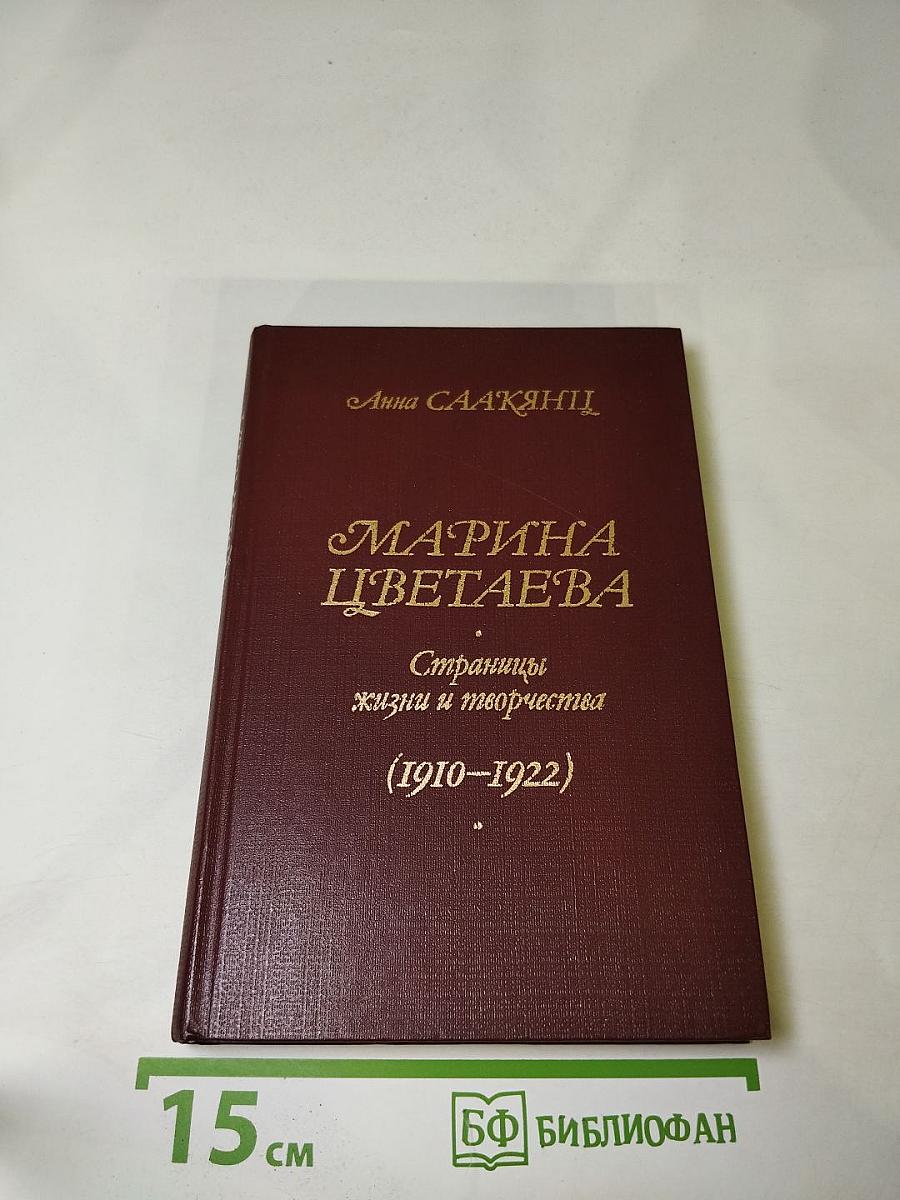 Анна СААКЯНЦ
МАРИНА
ЦВЕТАЕВА
Страницы
жизни и творчества
(1910—1922)
15 см
БФ БИБЛИОФАН